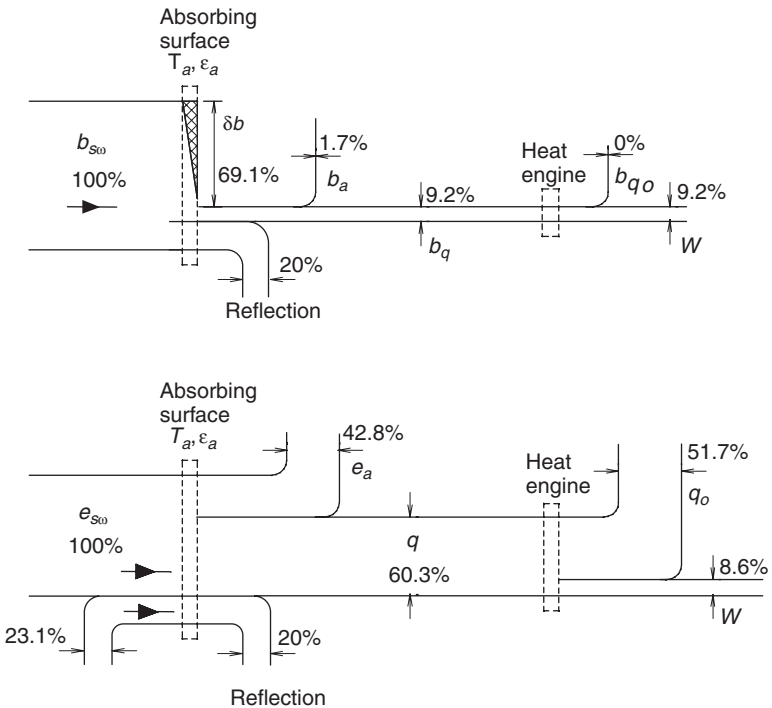 Absorbing
surface
Tₐ, εₐ
δb
b_sω
100%
69.1%
1.7%
bₐ
9.2%
b_q
Heat
engine
0%
b_qo
9.2%
W
20%
Reflection
Absorbing
surface
Tₐ, εₐ
42.8%
eₐ
e_sω
100%
q
60.3%
Heat
engine
51.7%
qₒ
8.6%
W
23.1%
20%
Reflection